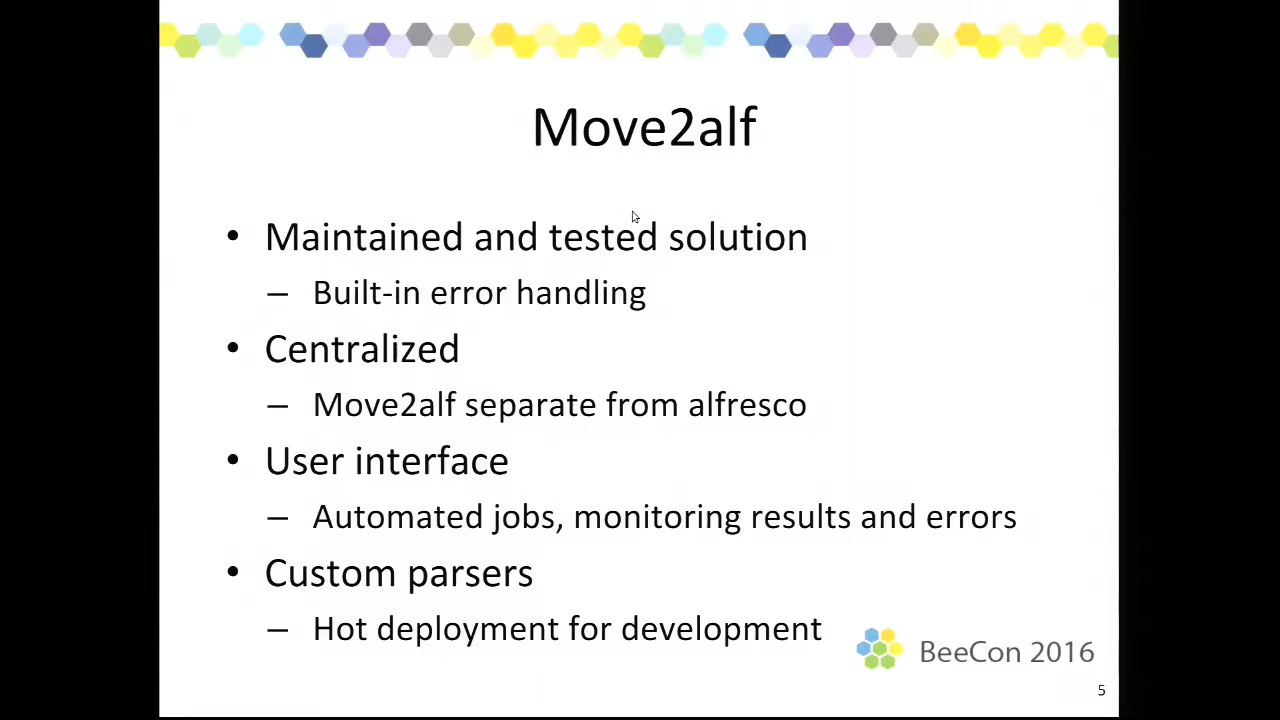 Move2alf
• Maintained and tested solution
– Built-in error handling
• Centralized
– Move2alf separate from alfresco
• User interface
– Automated jobs, monitoring results and errors
• Custom parsers
– Hot deployment for development
BeeCon 2016
5